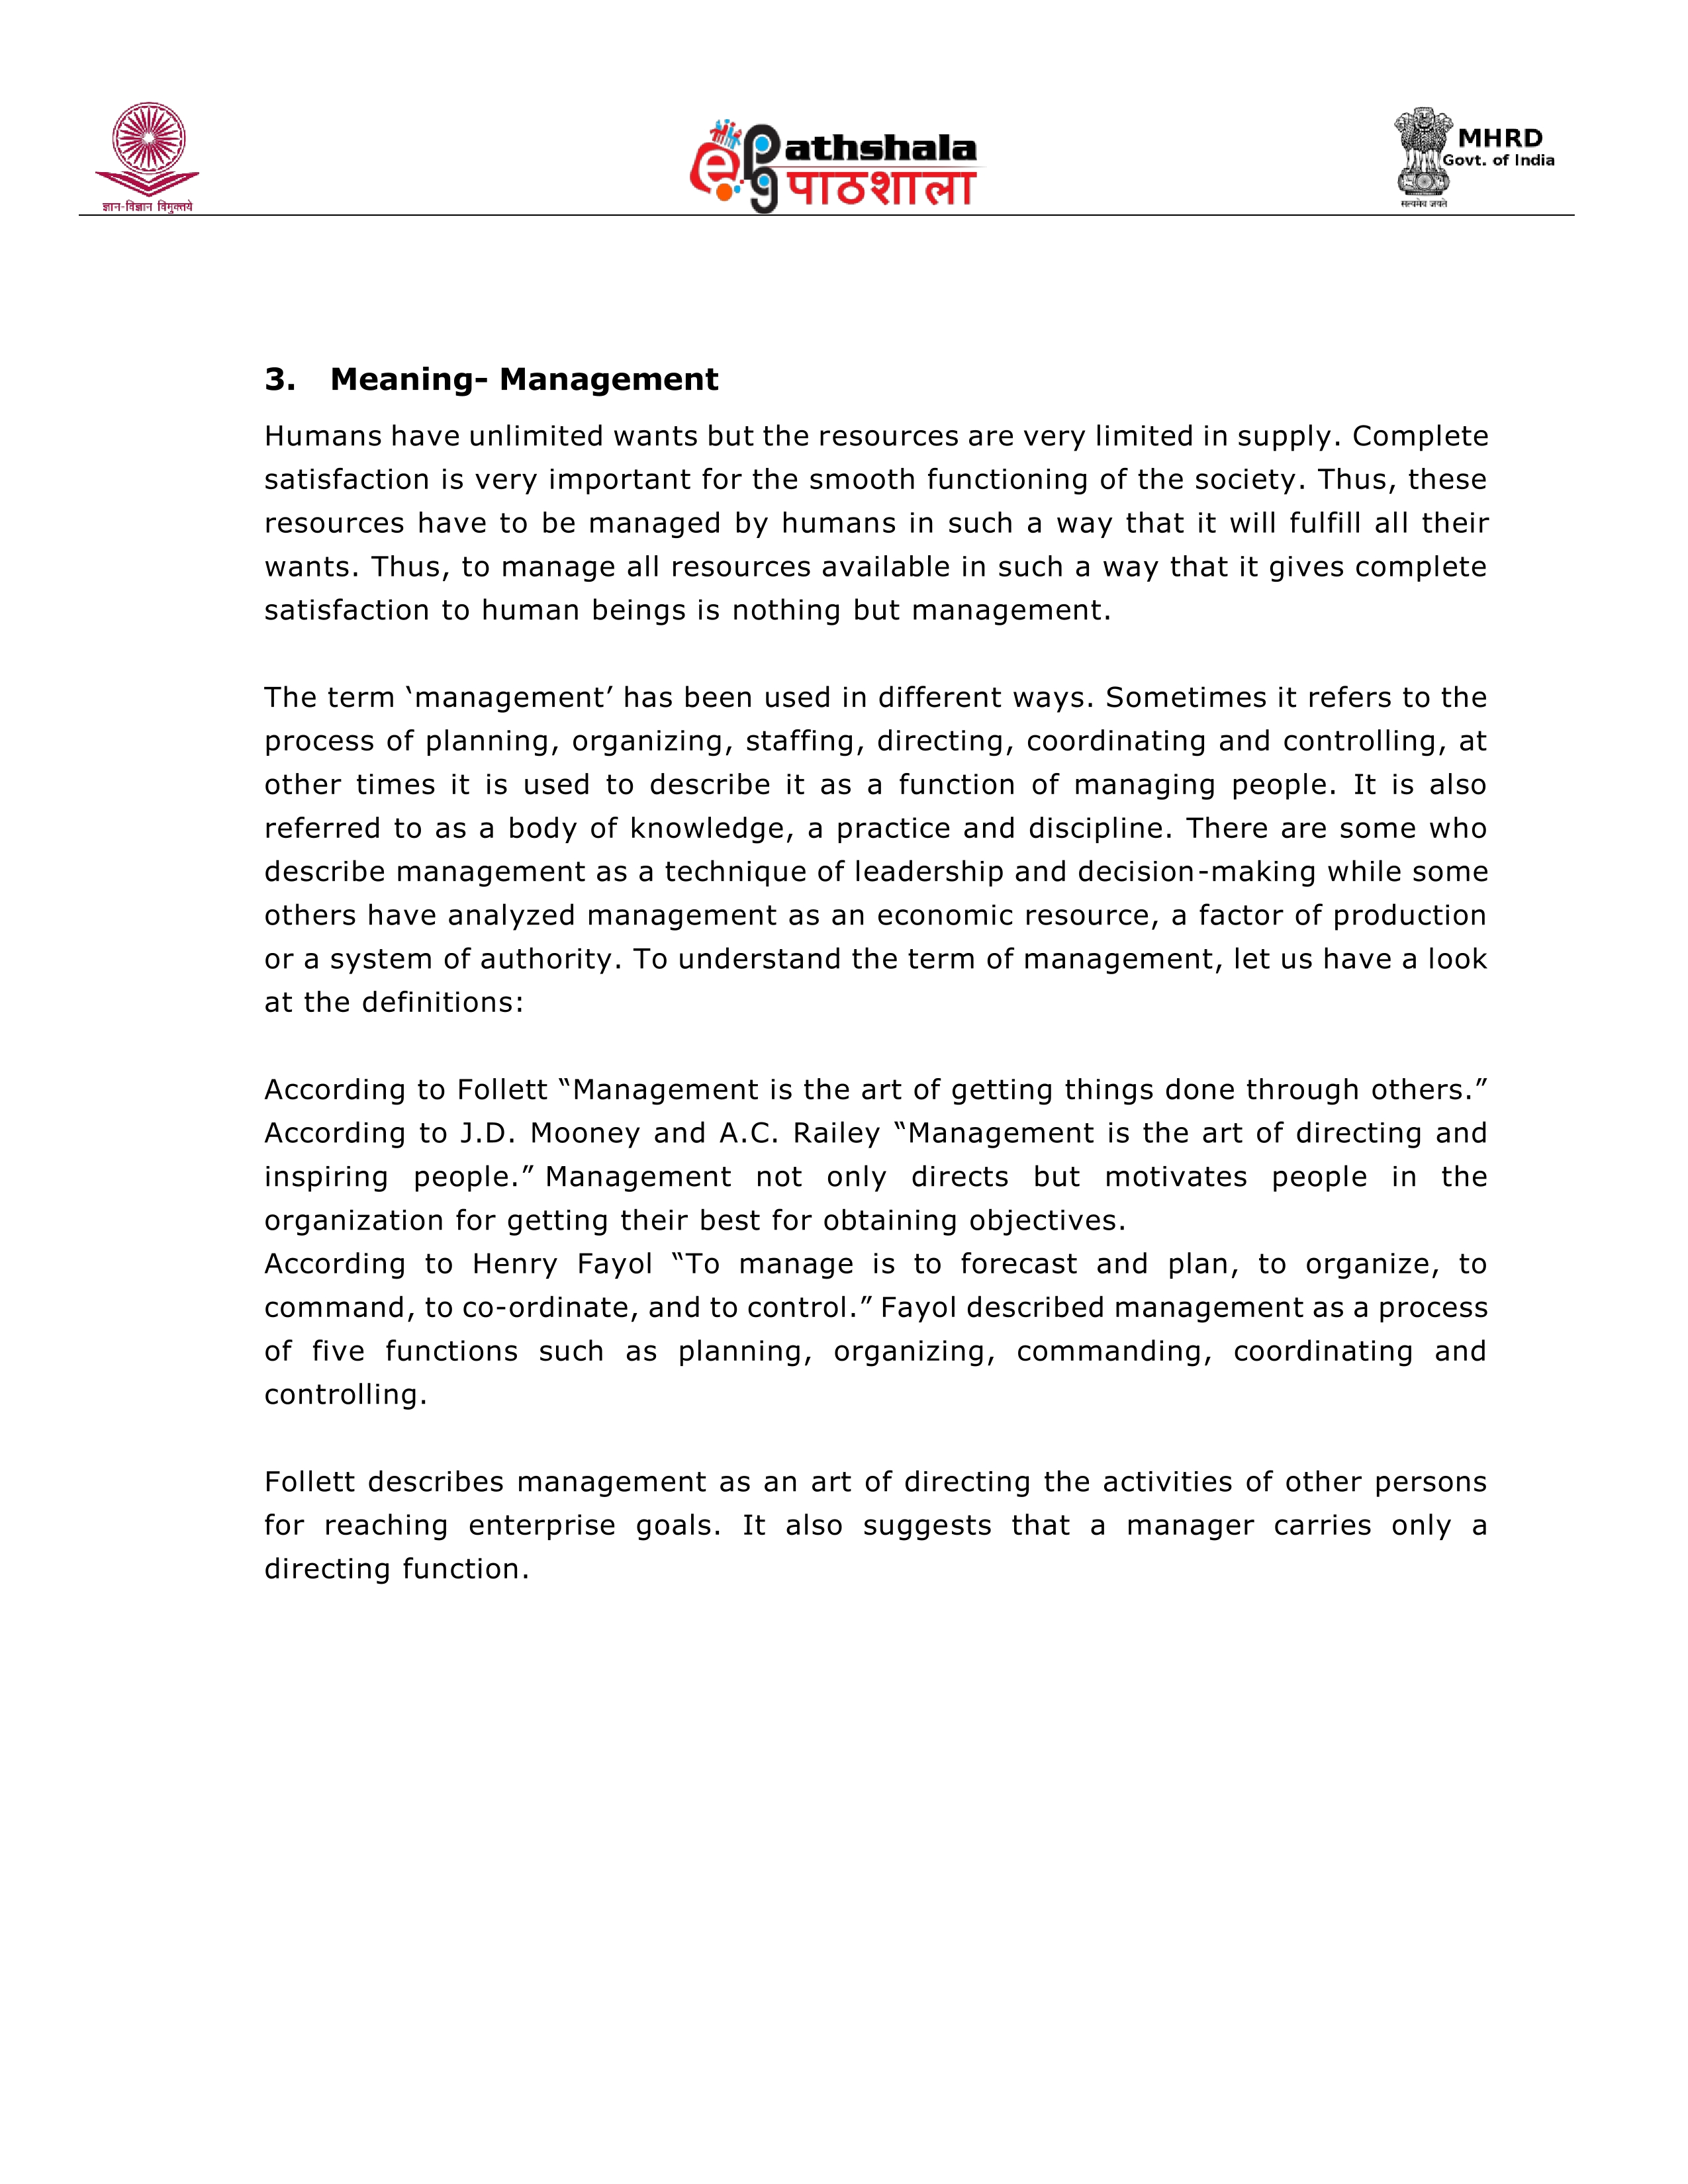 ज्ञान-विज्ञान विमुक्तये
e pg
Pathshala
पाठशाला
MHRD
Govt. of India
सत्यमेव जयते
3. Meaning- Management
Humans have unlimited wants but the resources are very limited in supply. Complete
satisfaction is very important for the smooth functioning of the society. Thus, these
resources have to be managed by humans in such a way that it will fulfill all their
wants. Thus, to manage all resources available in such a way that it gives complete
satisfaction to human beings is nothing but management.
The term ‘management’ has been used in different ways. Sometimes it refers to the
process of planning, organizing, staffing, directing, coordinating and controlling, at
other times it is used to describe it as a function of managing people. It is also
referred to as a body of knowledge, a practice and discipline. There are some who
describe management as a technique of leadership and decision-making while some
others have analyzed management as an economic resource, a factor of production
or a system of authority. To understand the term of management, let us have a look
at the definitions:
According to Follett “Management is the art of getting things done through others.”
According to J.D. Mooney and A.C. Railey “Management is the art of directing and
inspiring people.” Management not only directs but motivates people in the
organization for getting their best for obtaining objectives.
According to Henry Fayol “To manage is to forecast and plan, to organize, to
command, to co-ordinate, and to control.” Fayol described management as a process
of five functions such as planning, organizing, commanding, coordinating and
controlling.
Follett describes management as an art of directing the activities of other persons
for reaching enterprise goals. It also suggests that a manager carries only a
directing function.